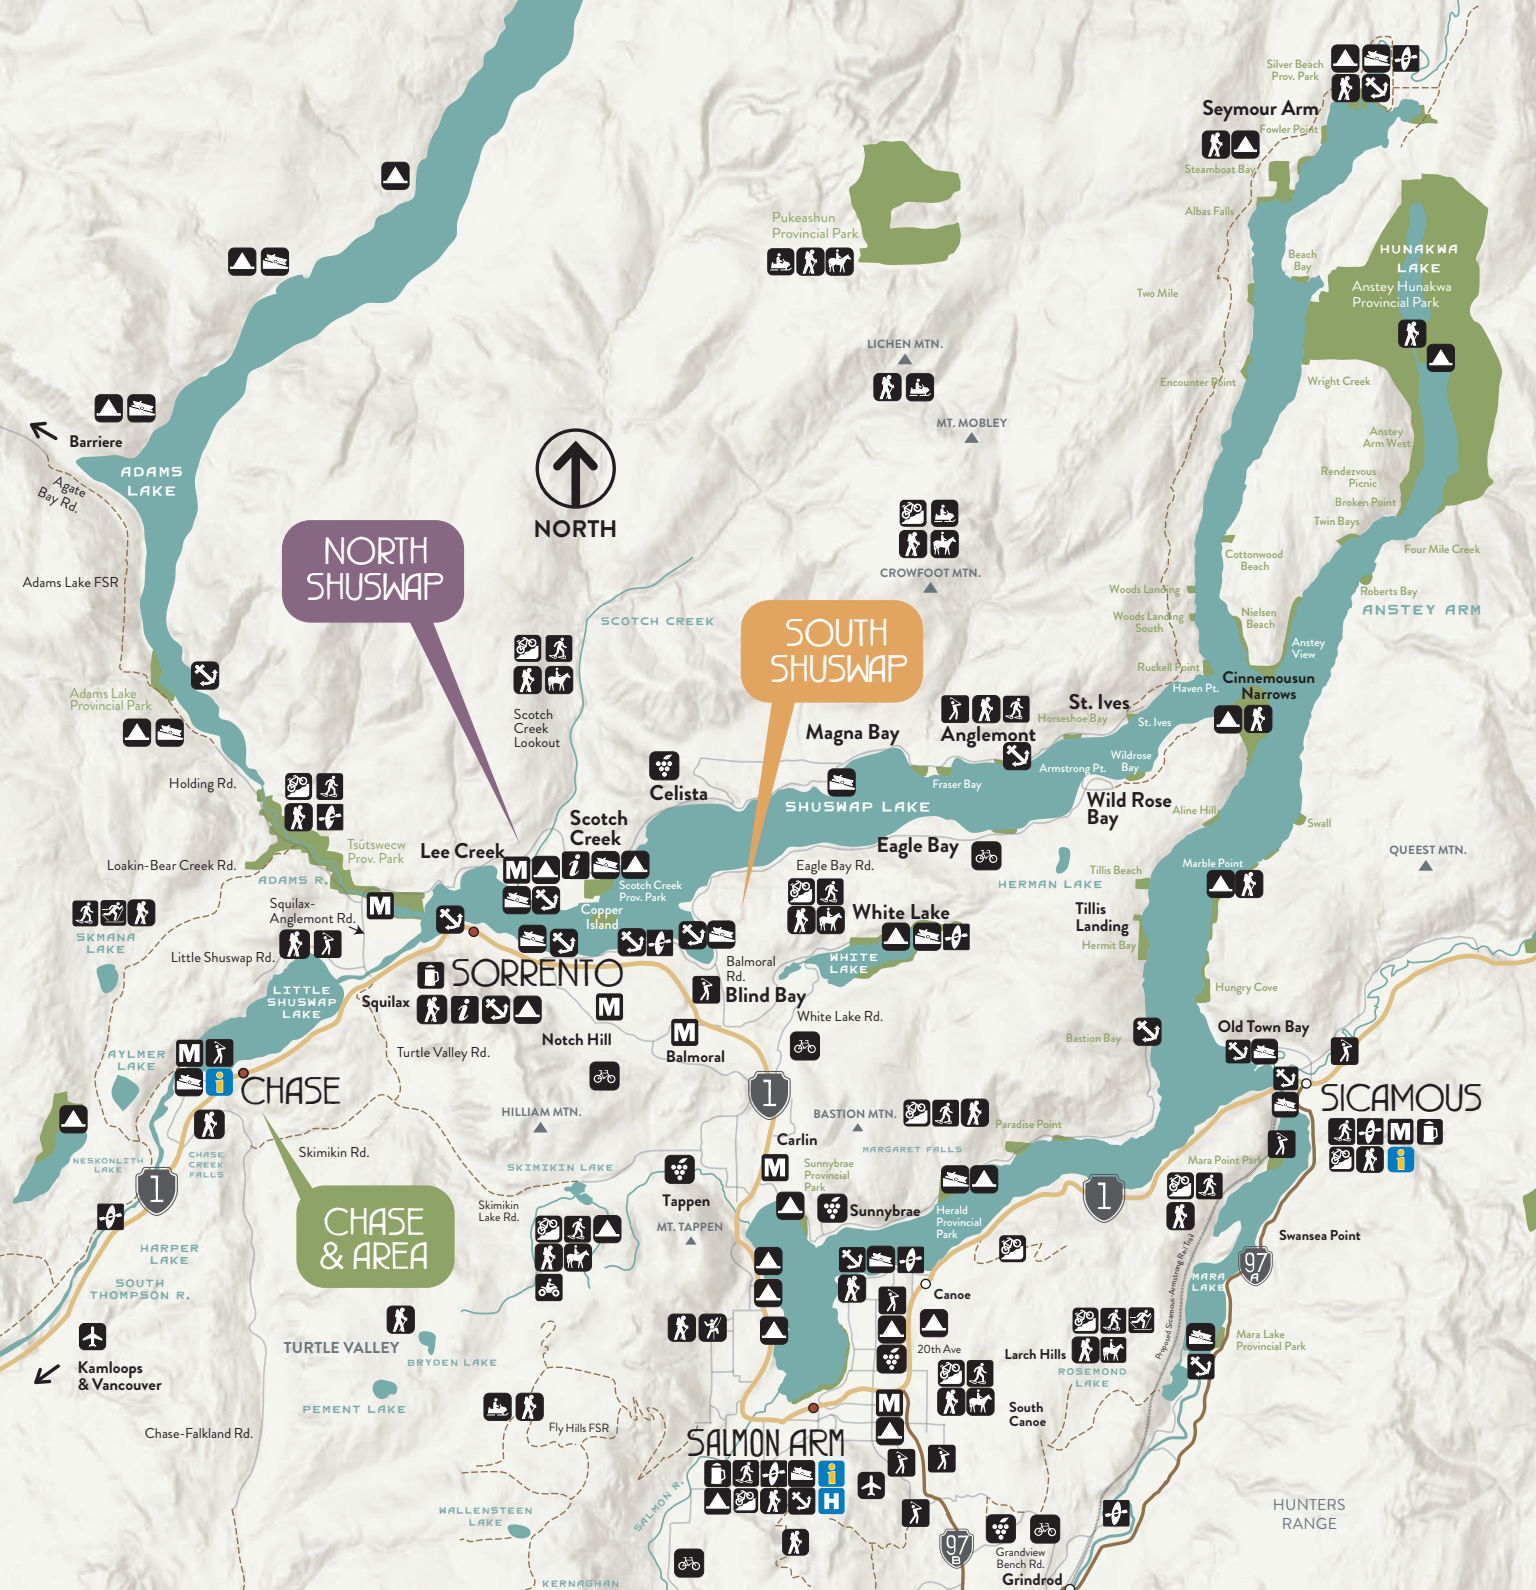 Silver Beach
Prov. Park
Seymour Arm
Fowler Point
Steamboat Bay
Albas Falls
Pukeashun
Provincial Park
HUNAKWA
LAKE
Anstey Hunakwa
Provincial Park
Beach
Bay
Two Mile
LICHEN MTN.
Encounter Point
Wright Creek
MT. MOBLEY
Anstey
Arm West
Barriere
ADAMS
LAKE
Agate
Bay Rd.
Rendezvous
Picnic
Broken Point
Twin Bays
NORTH
NORTH
SHUSWAP
Four Mile Creek
Cottonwood
Beach
CROWFOOT MTN.
Adams Lake FSR
Woods Landing
Roberts Bay
ANSTEY ARM
Woods Landing
South
Nielsen
Beach
SCOTCH CREEK
SOUTH
SHUSWAP
Anstey
View
Ruckell Point
Cinnemousun
Narrows
Haven Pt.
Adams Lake
Provincial Park
St. Ives
Horseshoe Bay
St. Ives
Scotch
Creek
Lookout
Magna Bay
Anglemont
Wildrose
Bay
Armstrong Pt.
Fraser Bay
Holding Rd.
Celista
SHUSWAP LAKE
Wild Rose
Bay
Aline Hill
Swall
Scotch
Creek
Lee Creek
Tsutswecw
Prov. Park
Eagle Bay
QUEEST MTN.
Loakin-Bear Creek Rd.
ADAMS R.
M
i
Eagle Bay Rd.
HERMAN LAKE
Tillis Beach
Marble Point
Scotch Creek
Prov. Park
Copper
Island
Squilax-
Anglemont Rd.
M
White Lake
Tillis
Landing
Hermit Bay
SKMANA
LAKE
Little Shuswap Rd.
SORRENTO
Balmoral
Rd.
WHITE
LAKE
LITTLE
SHUSWAP
LAKE
Squilax
i
M
Blind Bay
Hungry Cove
White Lake Rd.
Notch Hill
M
Balmoral
Bastion Bay
Old Town Bay
Turtle Valley Rd.
AYLMER
LAKE
M
i
CHASE
1
SICAMOUS
M
i
HILLIAM MTN.
BASTION MTN.
Paradise Point
Carlin
MARGARET FALLS
Skimikin Rd.
NESKONLITH
LAKE
CHASE
CREEK
FALLS
SKIMIKIN LAKE
M
Sunnybrae
Provincial
Park
Mara Point Park
1
Tappen
Skimikin
Lake Rd.
1
Sunnybrae
CHASE
& AREA
MT. TAPPEN
Herald
Provincial
Park
Swansea Point
HARPER
LAKE
97
A
MARA
LAKE
SOUTH
THOMPSON R.
Proposed Sicamous-Armstrong Rail Trail
Canoe
Kamloops
& Vancouver
TURTLE VALLEY
BRYDEN LAKE
20th Ave
Larch Hills
Mara Lake
Provincial Park
ROSEMOND
LAKE
PEMENT LAKE
M
South
Canoe
Chase-Falkland Rd.
Fly Hills FSR
SALMON ARM
i
H
WALLENSTEEN
LAKE
SALMON R.
HUNTERS
RANGE
97
B
Grandview
Bench Rd.
Grindrod
KERNAGHAN